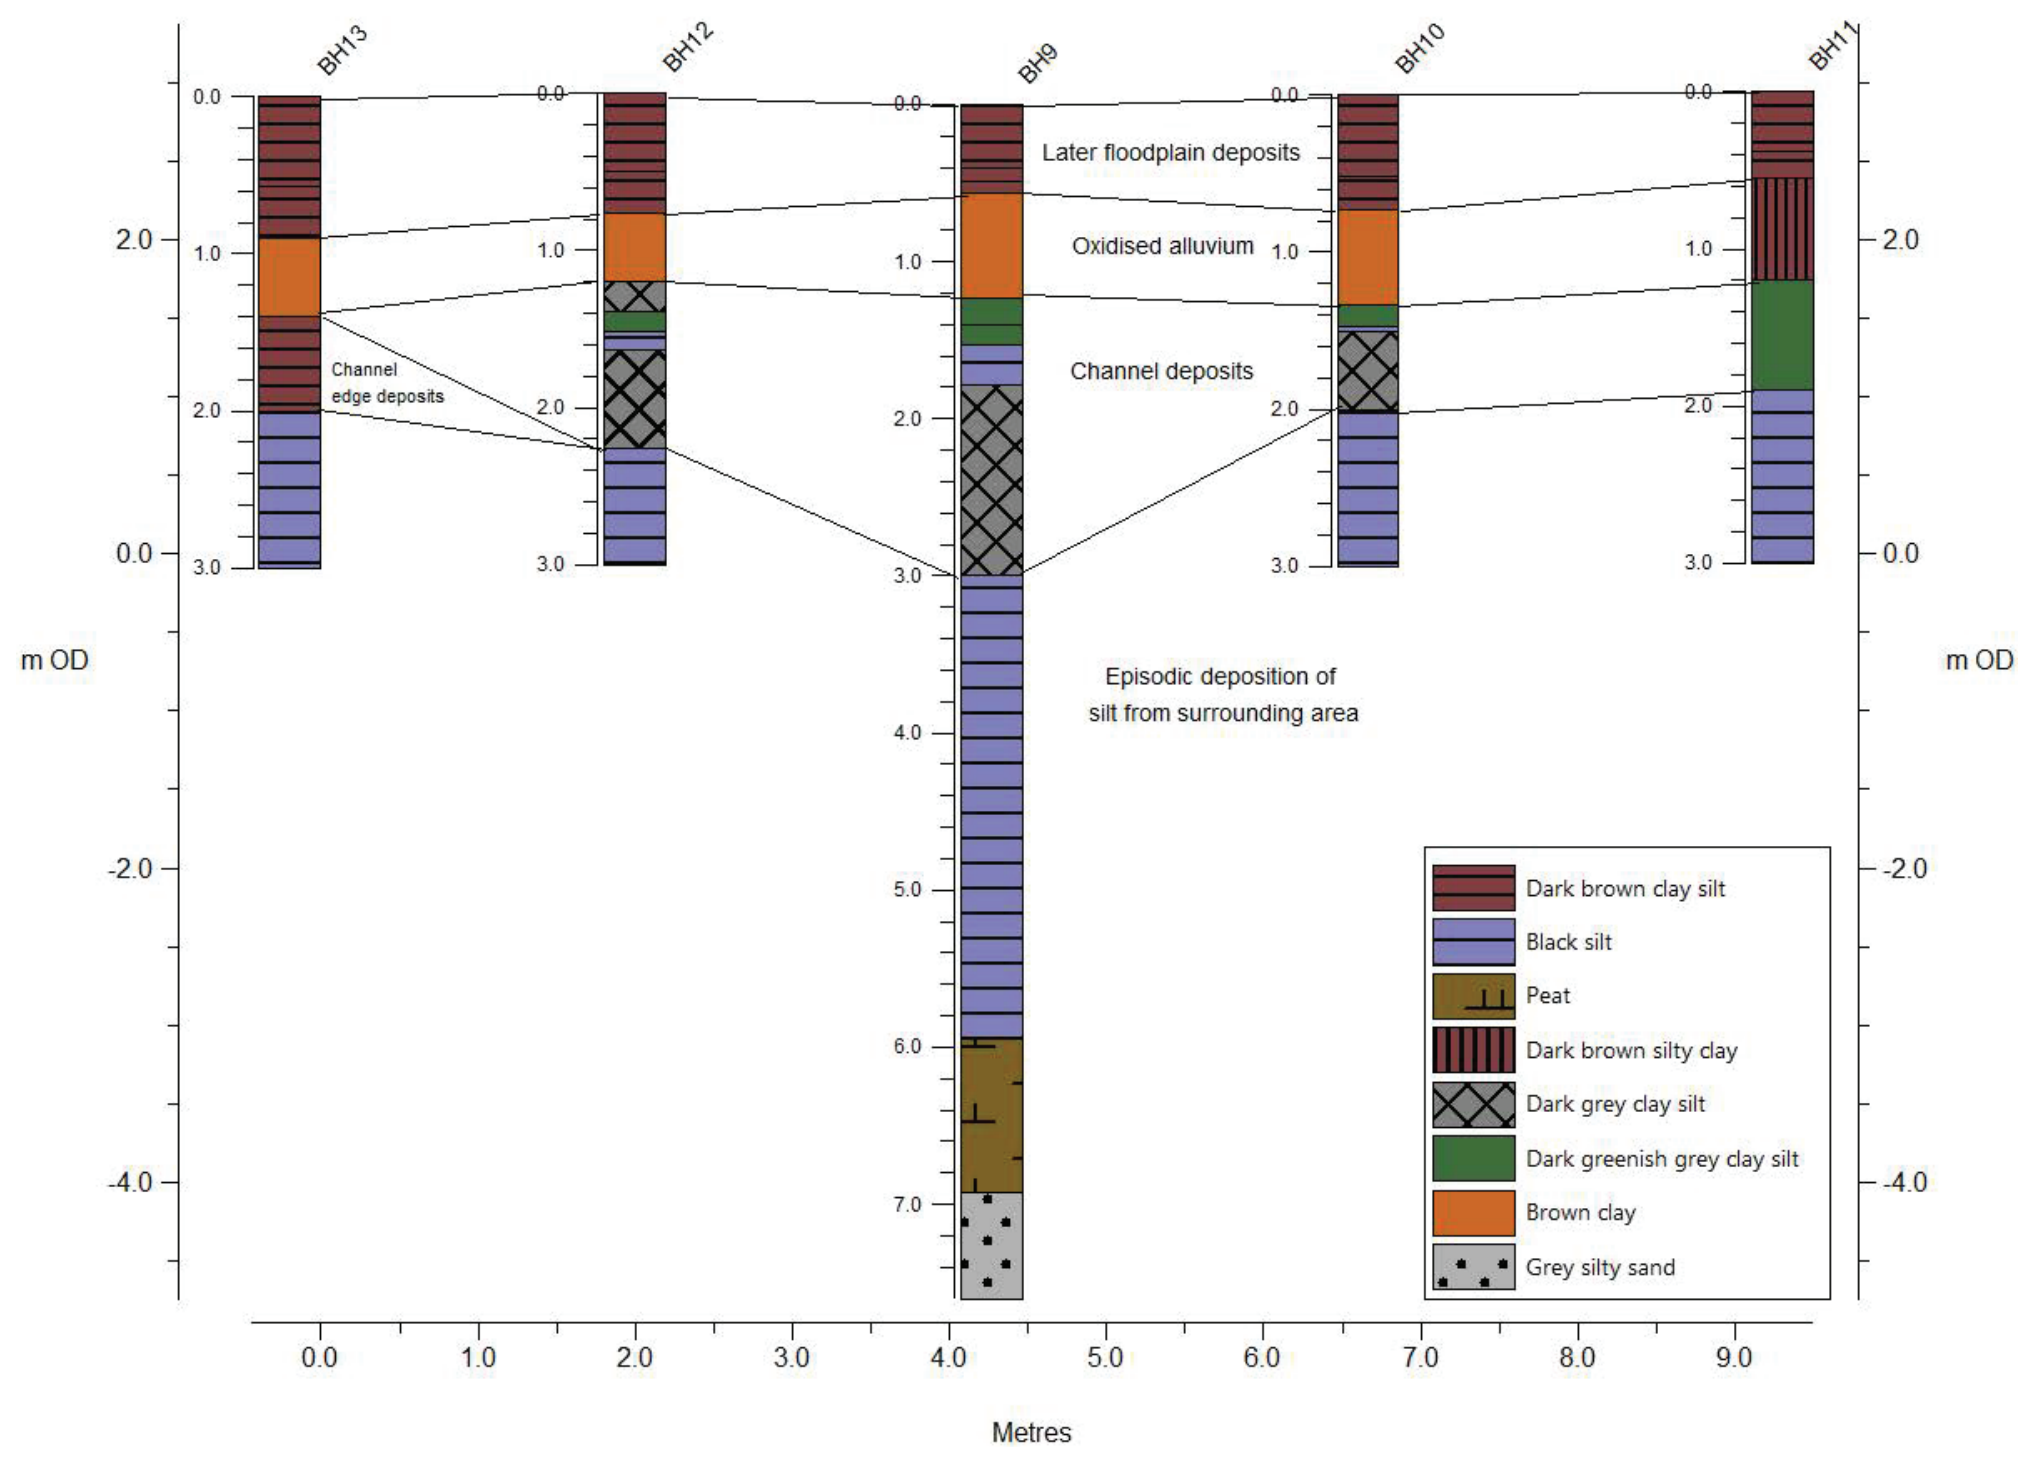 BH13
BH12
BH9
BH10
BH11
0.0
1.0
2.0
3.0
0.0
1.0
2.0
3.0
0.0
1.0
2.0
3.0
4.0
5.0
6.0
7.0
0.0
1.0
2.0
3.0
0.0
1.0
2.0
3.0
2.0
0.0
-2.0
-4.0
m OD
2.0
0.0
-2.0
-4.0
m OD
Later floodplain deposits
Oxidised alluvium
Channel deposits
Channel
edge deposits
Episodic deposition of
silt from surrounding area
Dark brown clay silt
Black silt
Peat
Dark brown silty clay
Dark grey clay silt
Dark greenish grey clay silt
Brown clay
Grey silty sand
0.0 1.0 2.0 3.0 4.0 5.0 6.0 7.0 8.0 9.0
Metres